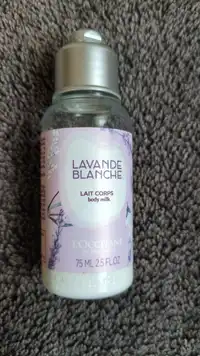 LAVANDE
BLANCHE
LAIT CORPS
body milk
L'OCCITANE
75 ML 2.5 FL.OZ.